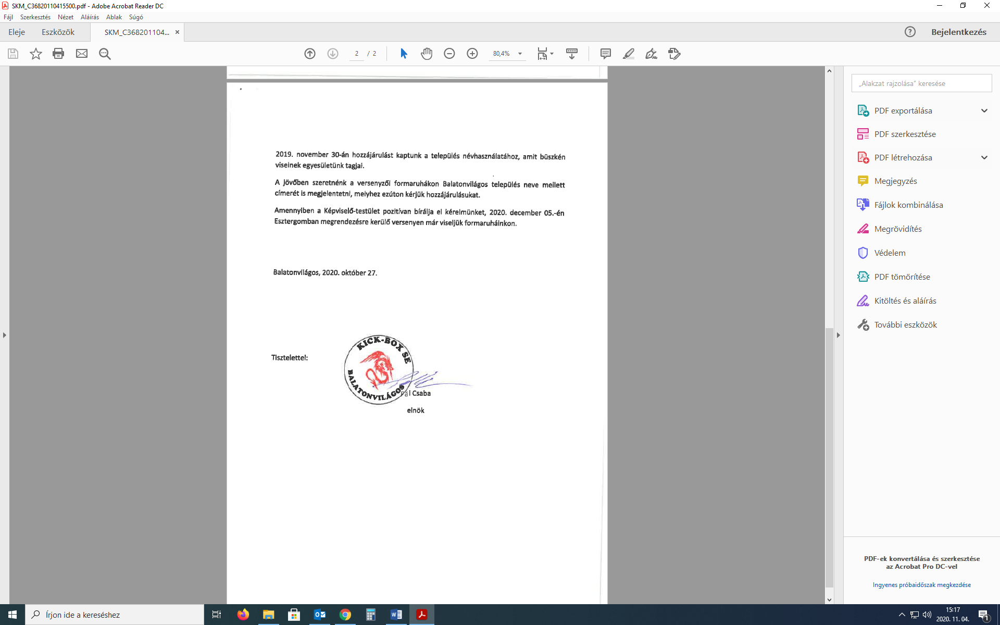 SKM_C36820110415500.pdf - Adobe Acrobat Reader DC
Fájl Szerkesztés Nézet Aláírás Ablak Súgó
Eleje Eszközök SKM_C368201104... ×
? Bejelentkezés
2 / 2 80,4%
2019. november 30-án hozzájárulást kaptunk a település névhasználatához, amit büszkén
viselnek egyesületünk tagjai.
A jövőben szeretnénk a versenyzői formaruhákon Balatonvilágos település neve mellett
címerét is megjelentetni, melyhez ezúton kérjük hozzájárulásukat.
Amennyiben a Képviselő-testület pozitívan bírálja el kérelmünket, 2020. december 05.-én
Esztergomban megrendezésre kerülő versenyen már viseljük formaruháinkon.
Balatonvilágos, 2020. október 27.
Tisztelettel:
KICK-BOX SE
BALATONVILÁGOS
Pál Csaba
elnök
„Alakzat rajzolása” keresése
PDF exportálása
PDF szerkesztése
PDF létrehozása
Megjegyzés
Fájlok kombinálása
Megrövidítés
Védelem
PDF tömörítése
Kitöltés és aláírás
További eszközök
PDF-ek konvertálása és szerkesztése
az Acrobat Pro DC-vel
Ingyenes próbaidőszak megkezdése
Írjon ide a kereséshez
15:17
2020. 11. 04.
1